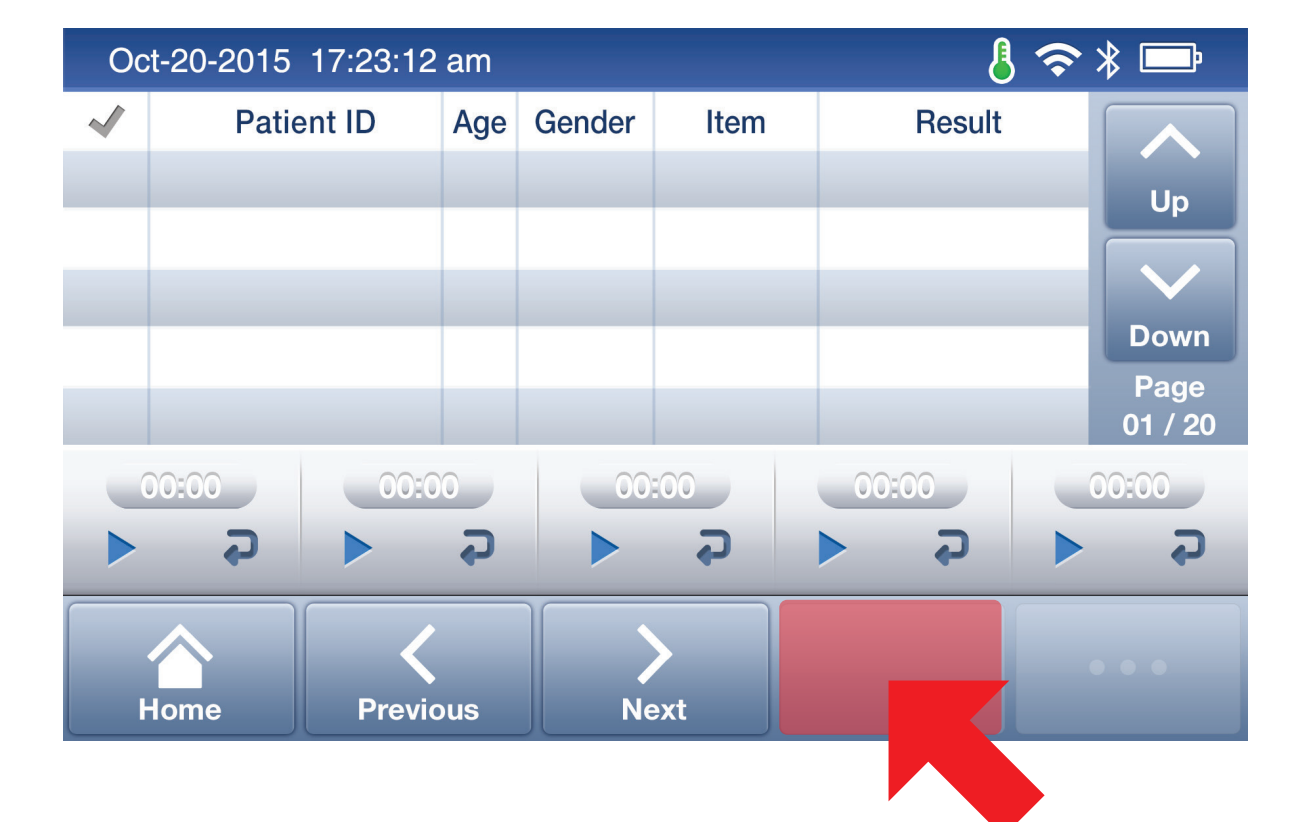 Oct-20-2015 17:23:12 am
Patient ID Age Gender Item Result
Up
Down
Page
01 / 20
00:00 00:00 00:00 00:00 00:00
Home Previous Next